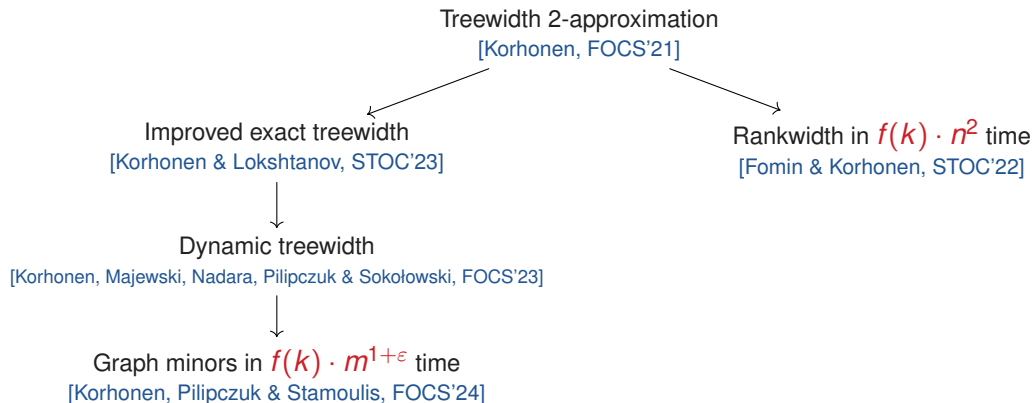 Treewidth 2-approximation
[Korhonen, FOCS'21]
Improved exact treewidth
[Korhonen & Lokshtanov, STOC'23]
Rankwidth in f(k) · n² time
[Fomin & Korhonen, STOC'22]
Dynamic treewidth
[Korhonen, Majewski, Nadara, Pilipczuk & Sokołowski, FOCS'23]
Graph minors in f(k) · m^{1+ε} time
[Korhonen, Pilipczuk & Stamoulis, FOCS'24]